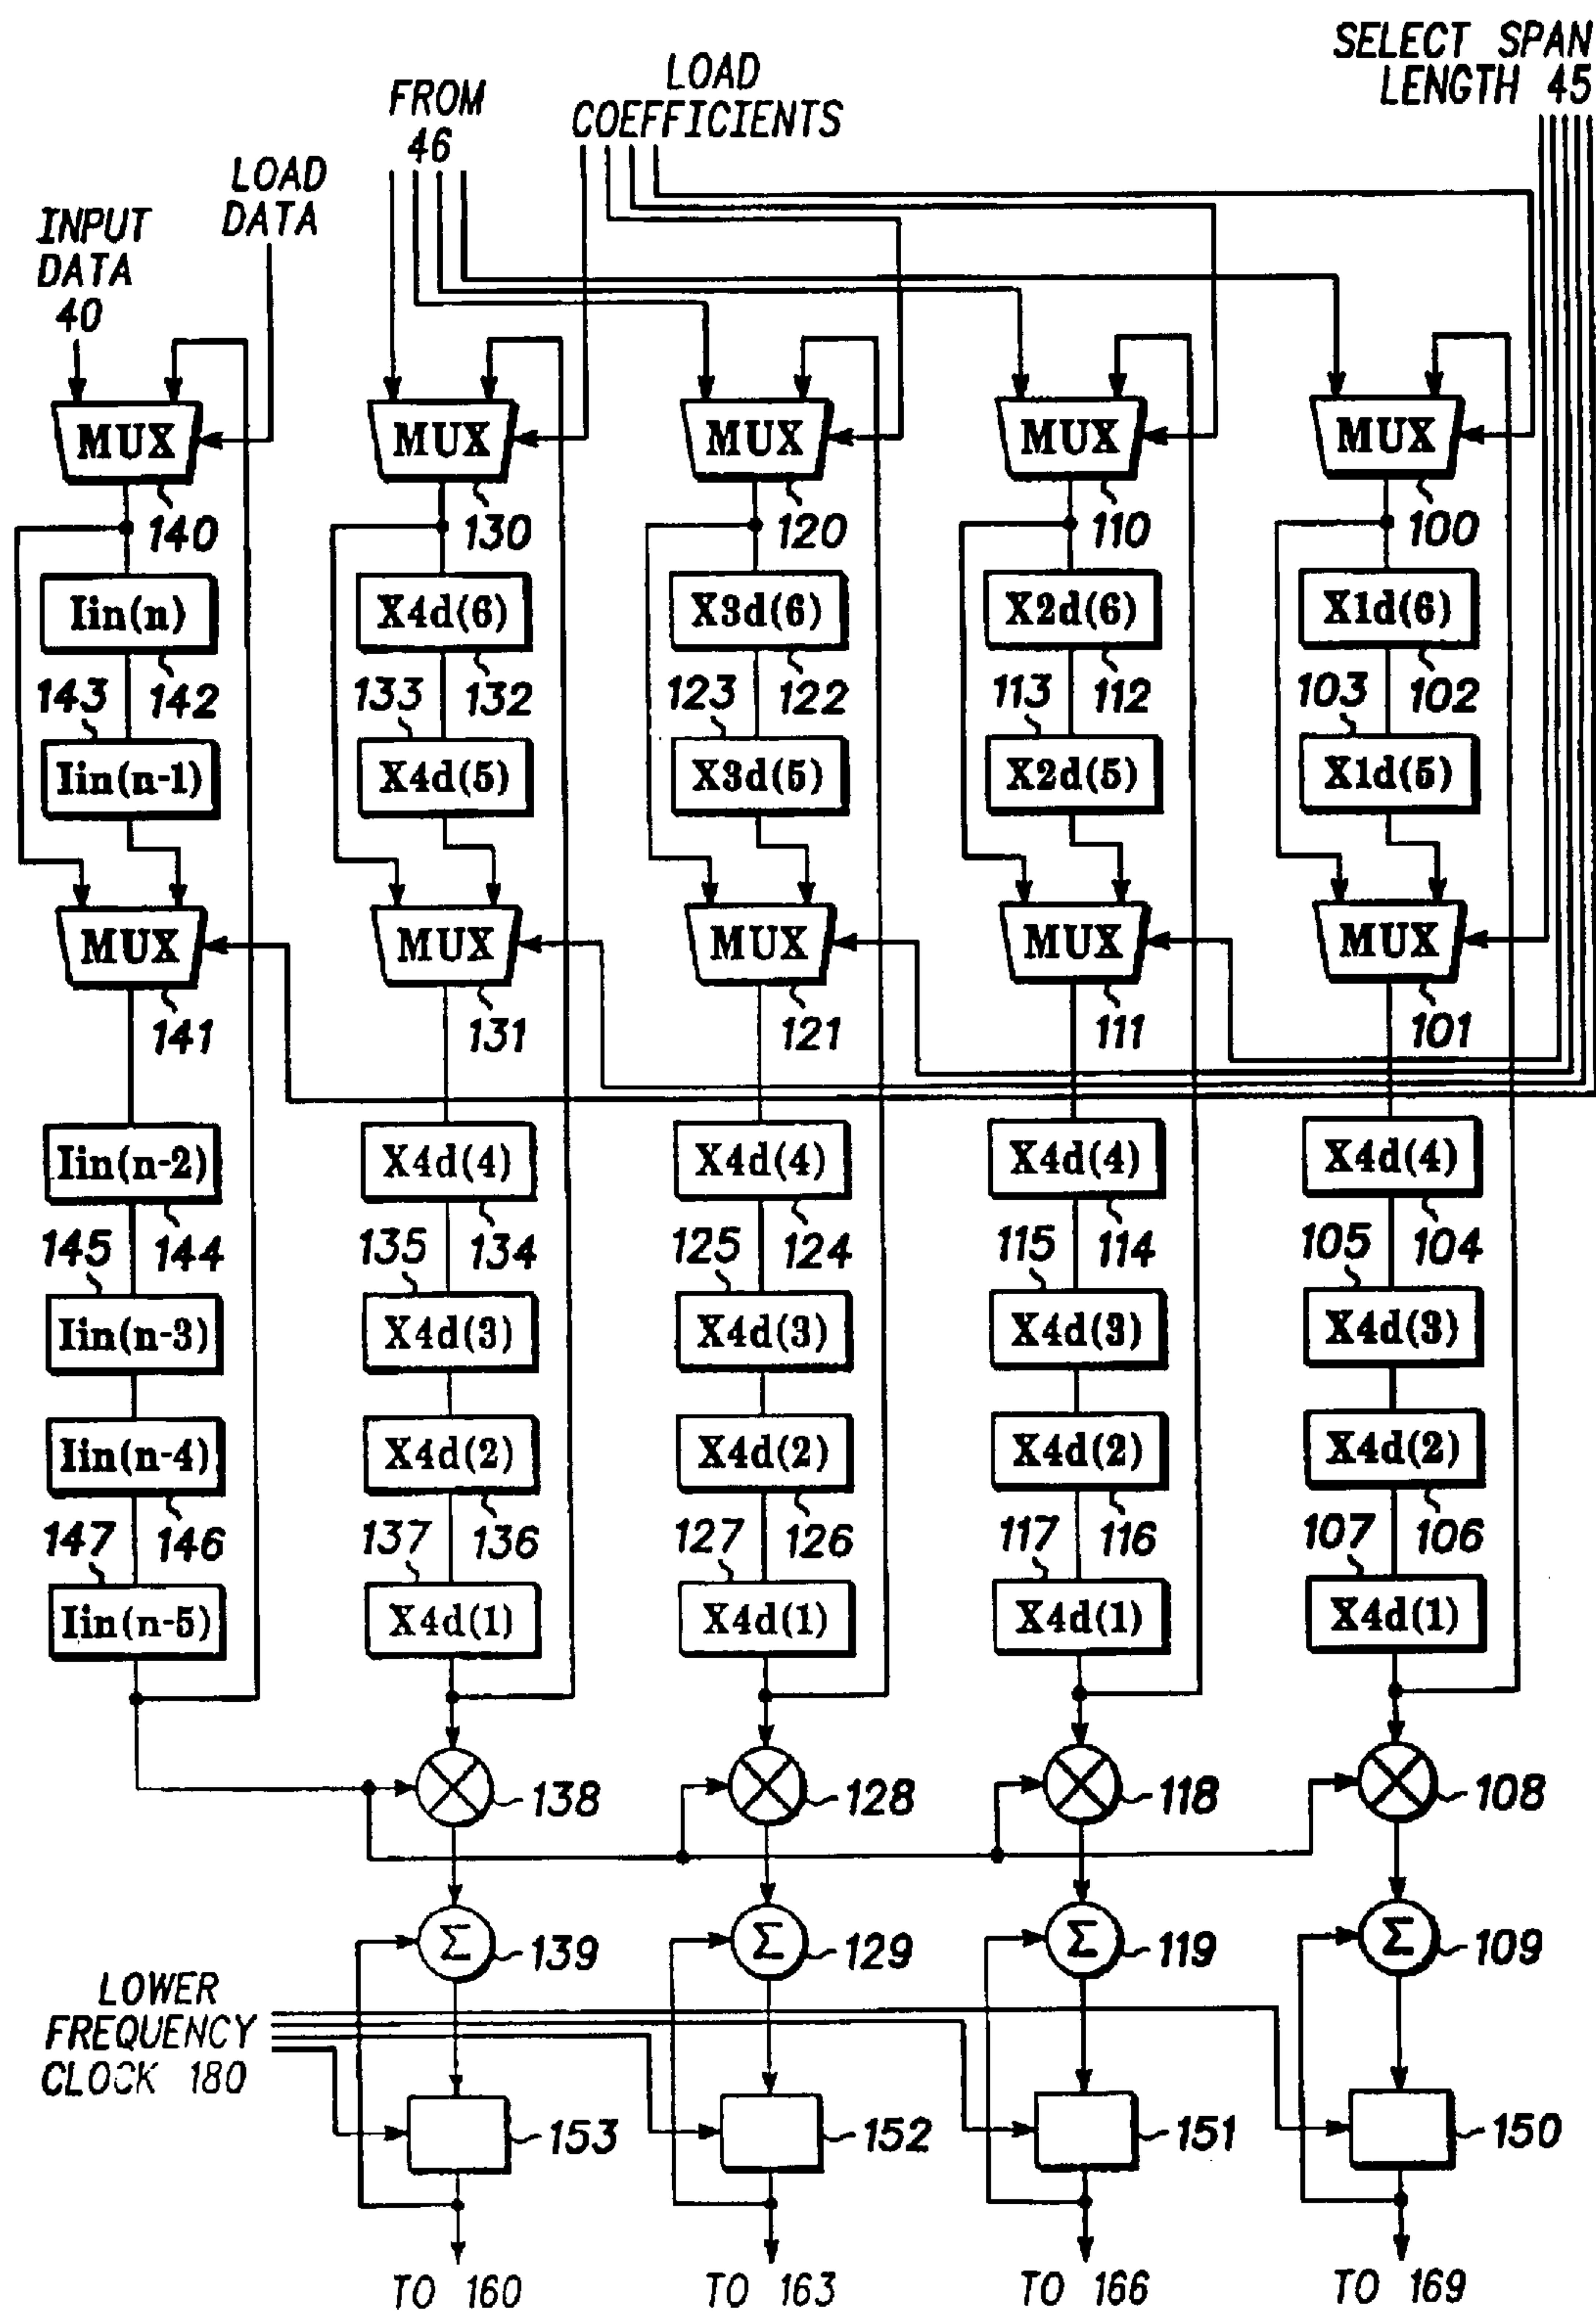 SELECT SPAN
LENGTH 45
LOAD
COEFFICIENTS
FROM
46
LOAD
DATA
INPUT
DATA
40
MUX MUX MUX MUX MUX
140 130 120 110 100
Iin(n) X4d(6) X3d(6) X2d(6) X1d(6)
143 142 133 132 123 122 113 112 103 102
Iin(n-1) X4d(5) X3d(5) X2d(5) X1d(5)
MUX MUX MUX MUX MUX
141 131 121 111 101
Iin(n-2) X4d(4) X4d(4) X4d(4) X4d(4)
145 144 135 134 125 124 115 114 105 104
Iin(n-3) X4d(3) X4d(3) X4d(3) X4d(3)
Iin(n-4) X4d(2) X4d(2) X4d(2) X4d(2)
147 146 137 136 127 126 117 116 107 106
Iin(n-5) X4d(1) X4d(1) X4d(1) X4d(1)
138 128 118 108
Σ 139 Σ 129 Σ 119 Σ 109
LOWER
FREQUENCY
CLOCK 180
153 152 151 150
TO 160 TO 163 TO 166 TO 169